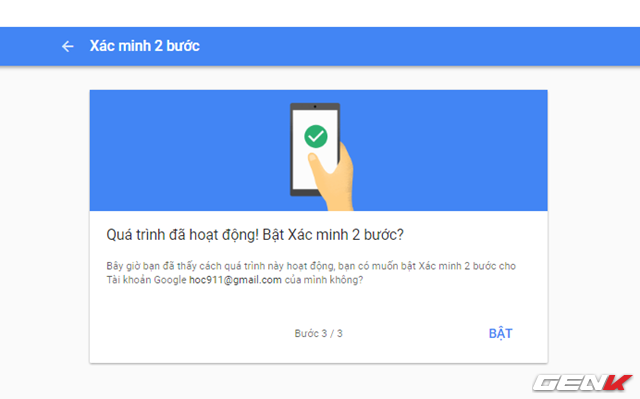 Xác minh 2 bước
Quá trình đã hoạt động! Bật Xác minh 2 bước?
Bây giờ bạn đã thấy cách quá trình này hoạt động, bạn có muốn bật Xác minh 2 bước cho
Tài khoản Google hoc911@gmail.com của mình không?
Bước 3 / 3
BẬT
GENK